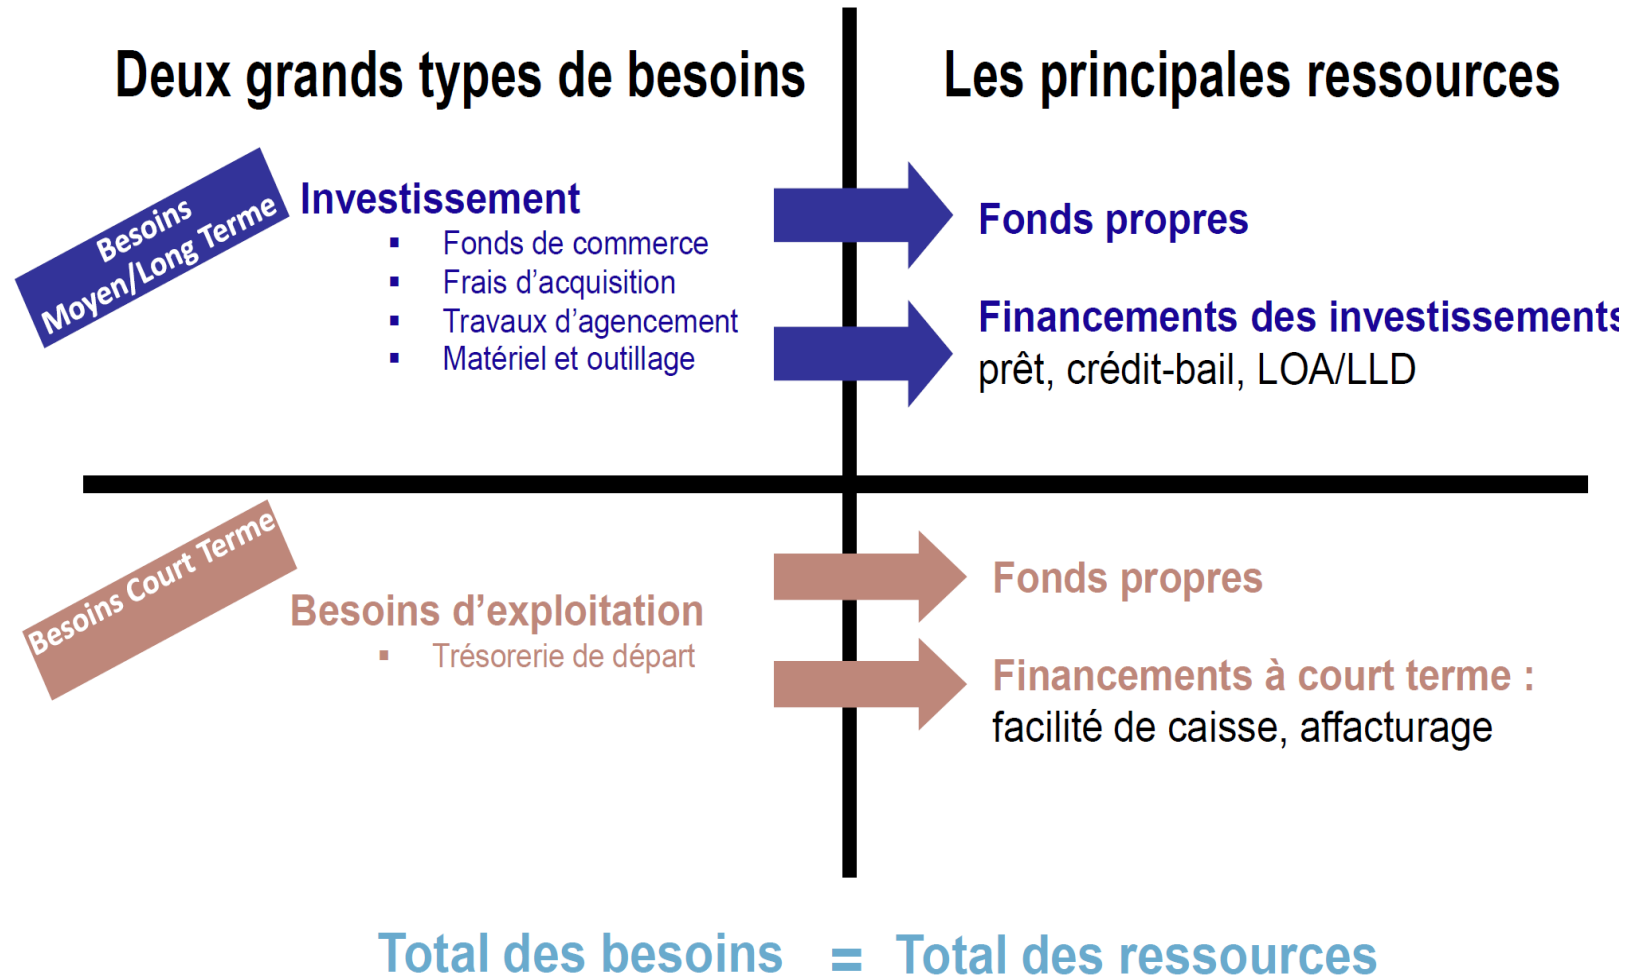 Deux grands types de besoins
Les principales ressources
Besoins
Moyen/Long Terme
Investissement
▪ Fonds de commerce
▪ Frais d’acquisition
▪ Travaux d’agencement
▪ Matériel et outillage
Fonds propres
Financements des investissements
prêt, crédit-bail, LOA/LLD
Besoins Court Terme
Besoins d’exploitation
▪ Trésorerie de départ
Fonds propres
Financements à court terme :
facilité de caisse, affacturage
Total des besoins = Total des ressources